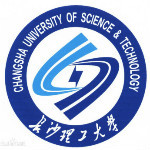 CHANGSHA UNIVERSITY OF SCIENCE & TECHNOLOGY
长沙理工大学